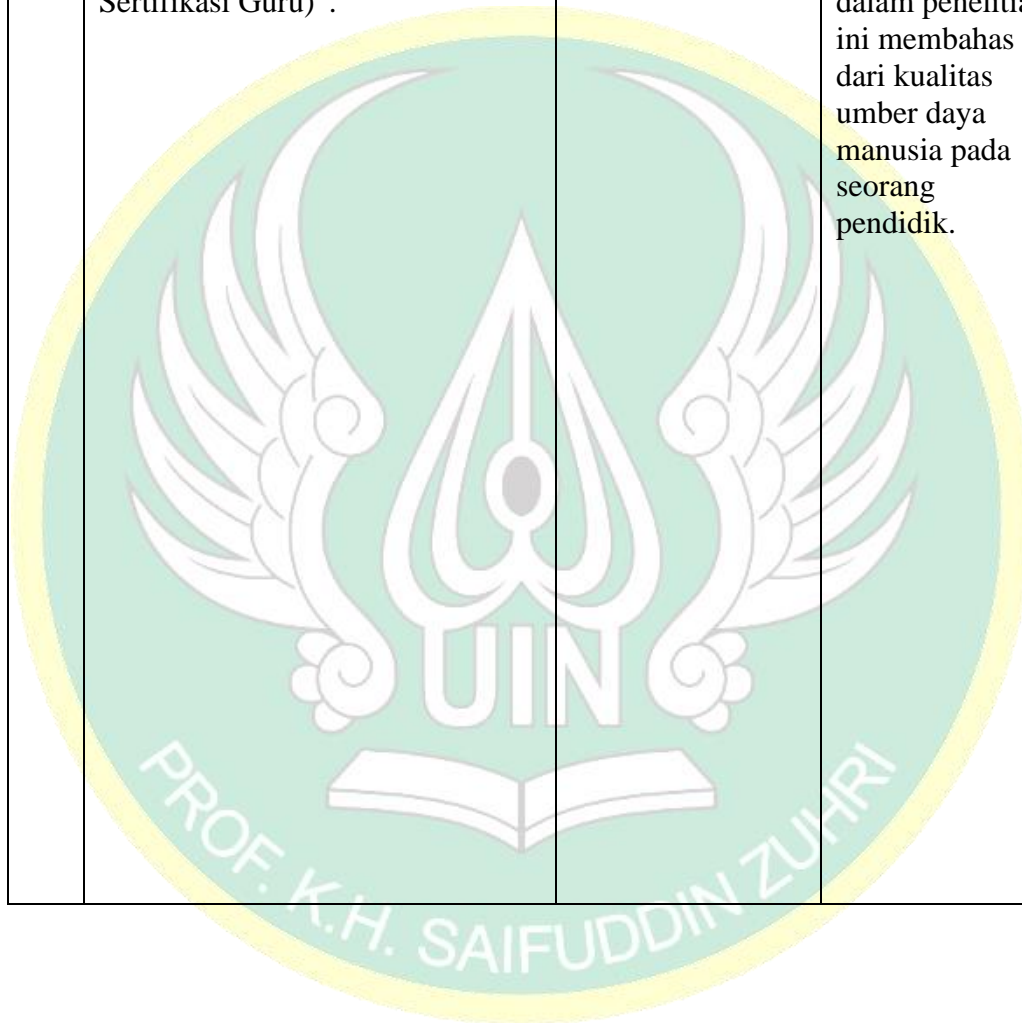 Sertifikasi Guru)”.
dalam penelitia
ini membahas
dari kualitas
umber daya
manusia pada
seorang
pendidik.
UIN
PROF. K.H. SAIFUDDIN ZUHRI